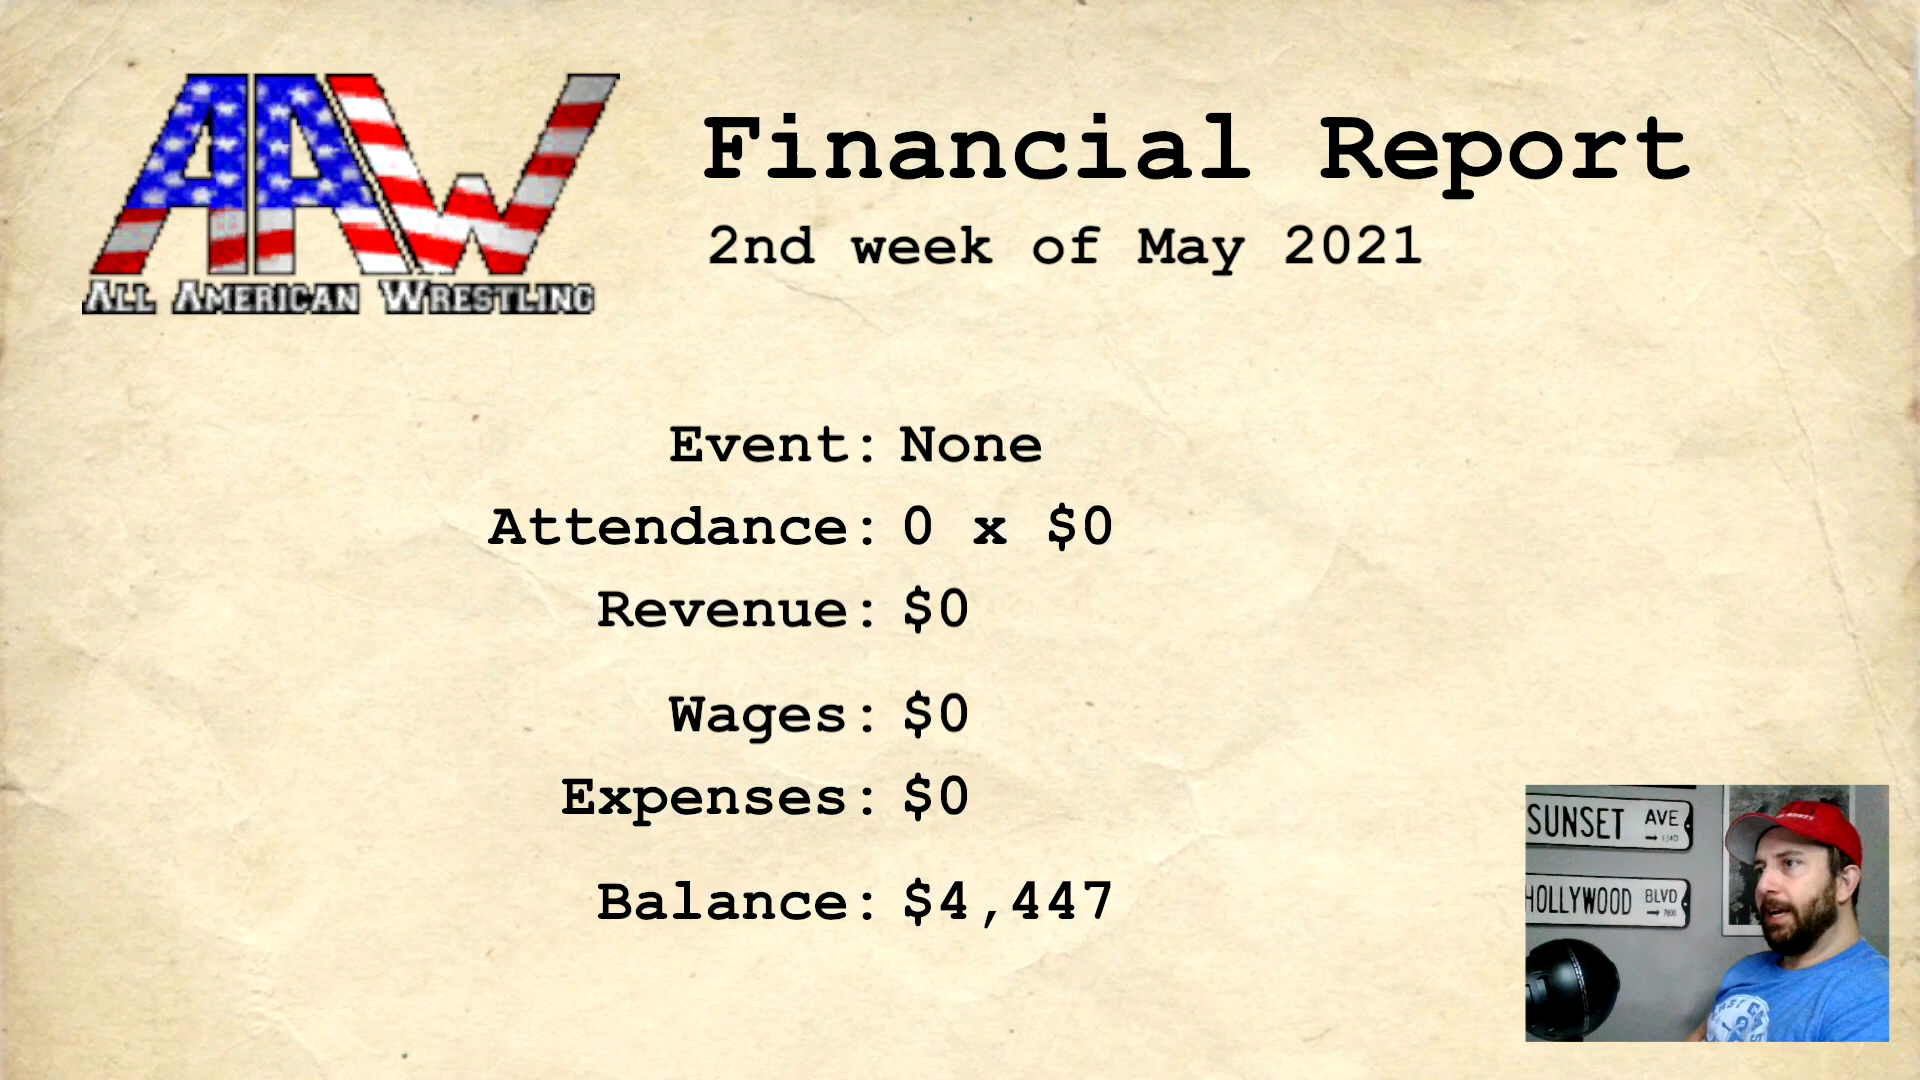 AAW
ALL AMERICAN WRESTLING
Financial Report
2nd week of May 2021
Event: None
Attendance: 0 x $0
Revenue: $0
Wages: $0
Expenses: $0
Balance: $4,447
SUNSET AVE
HOLLYWOOD BLVD